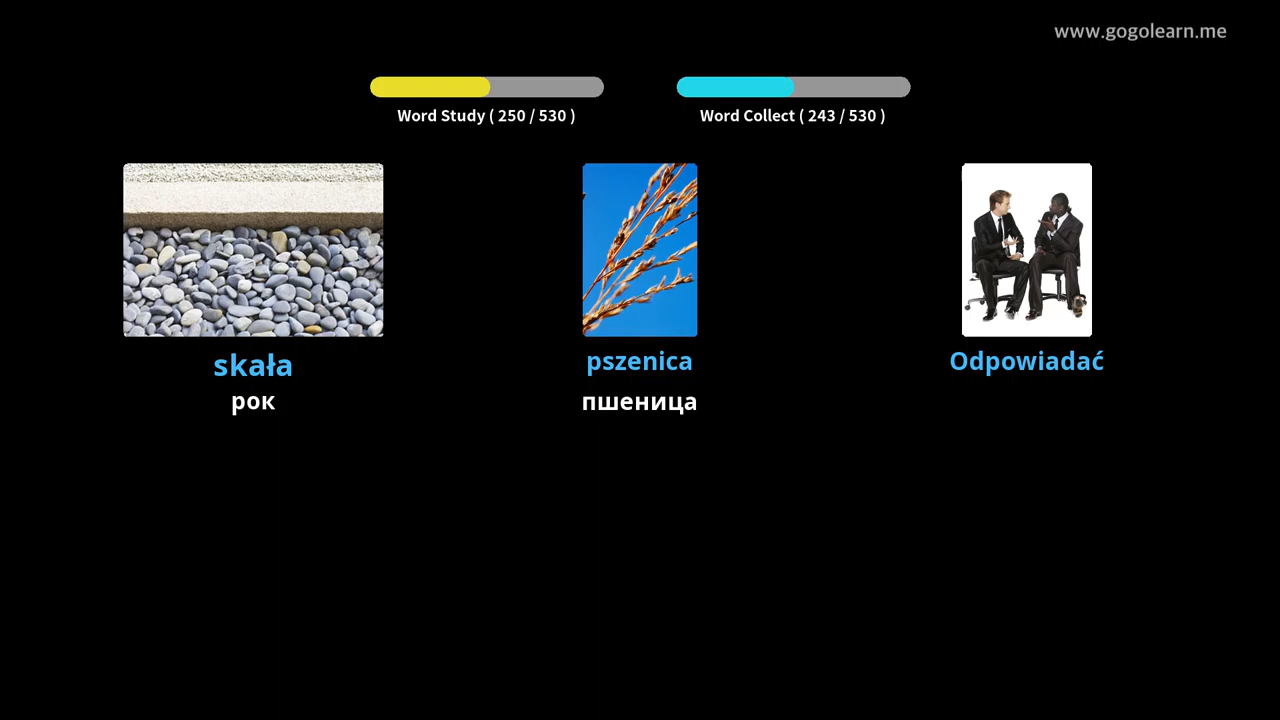 www.gogolearn.me
Word Study ( 250 / 530 )
Word Collect ( 243 / 530 )
skała
рок
pszenica
пшеница
Odpowiadać